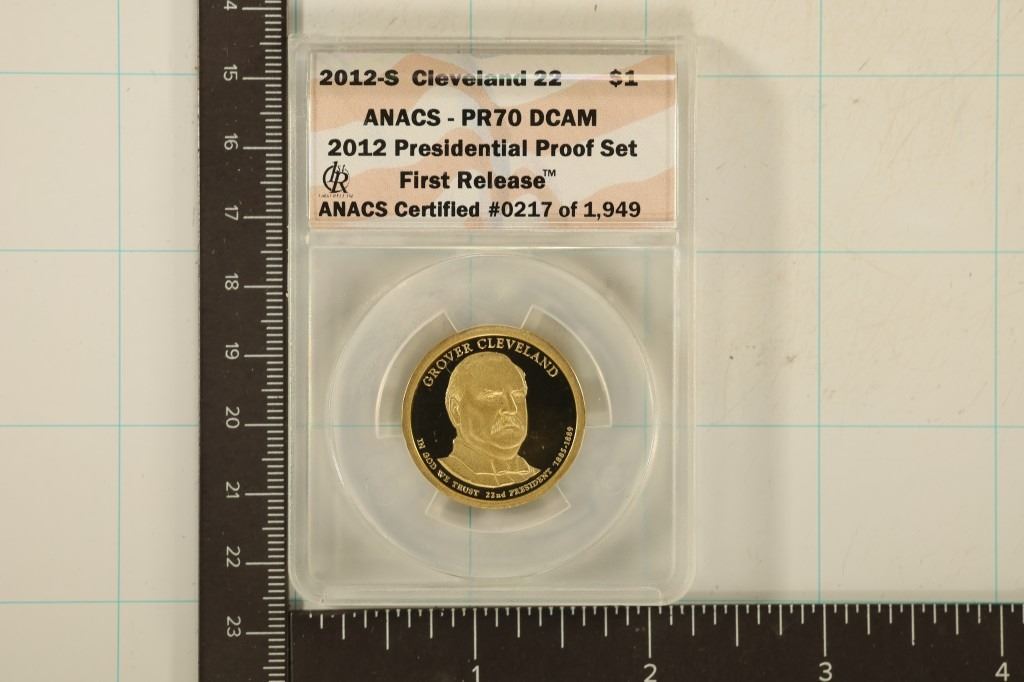 2012-S Cleveland 22 $1
ANACS - PR70 DCAM
2012 Presidential Proof Set
First Release™
ANACS Certified #0217 of 1,949
GROVER CLEVELAND
IN GOD WE TRUST 22nd PRESIDENT 1885-1889
14
15
16
17
18
19
20
21
22
23
1 2 3 4